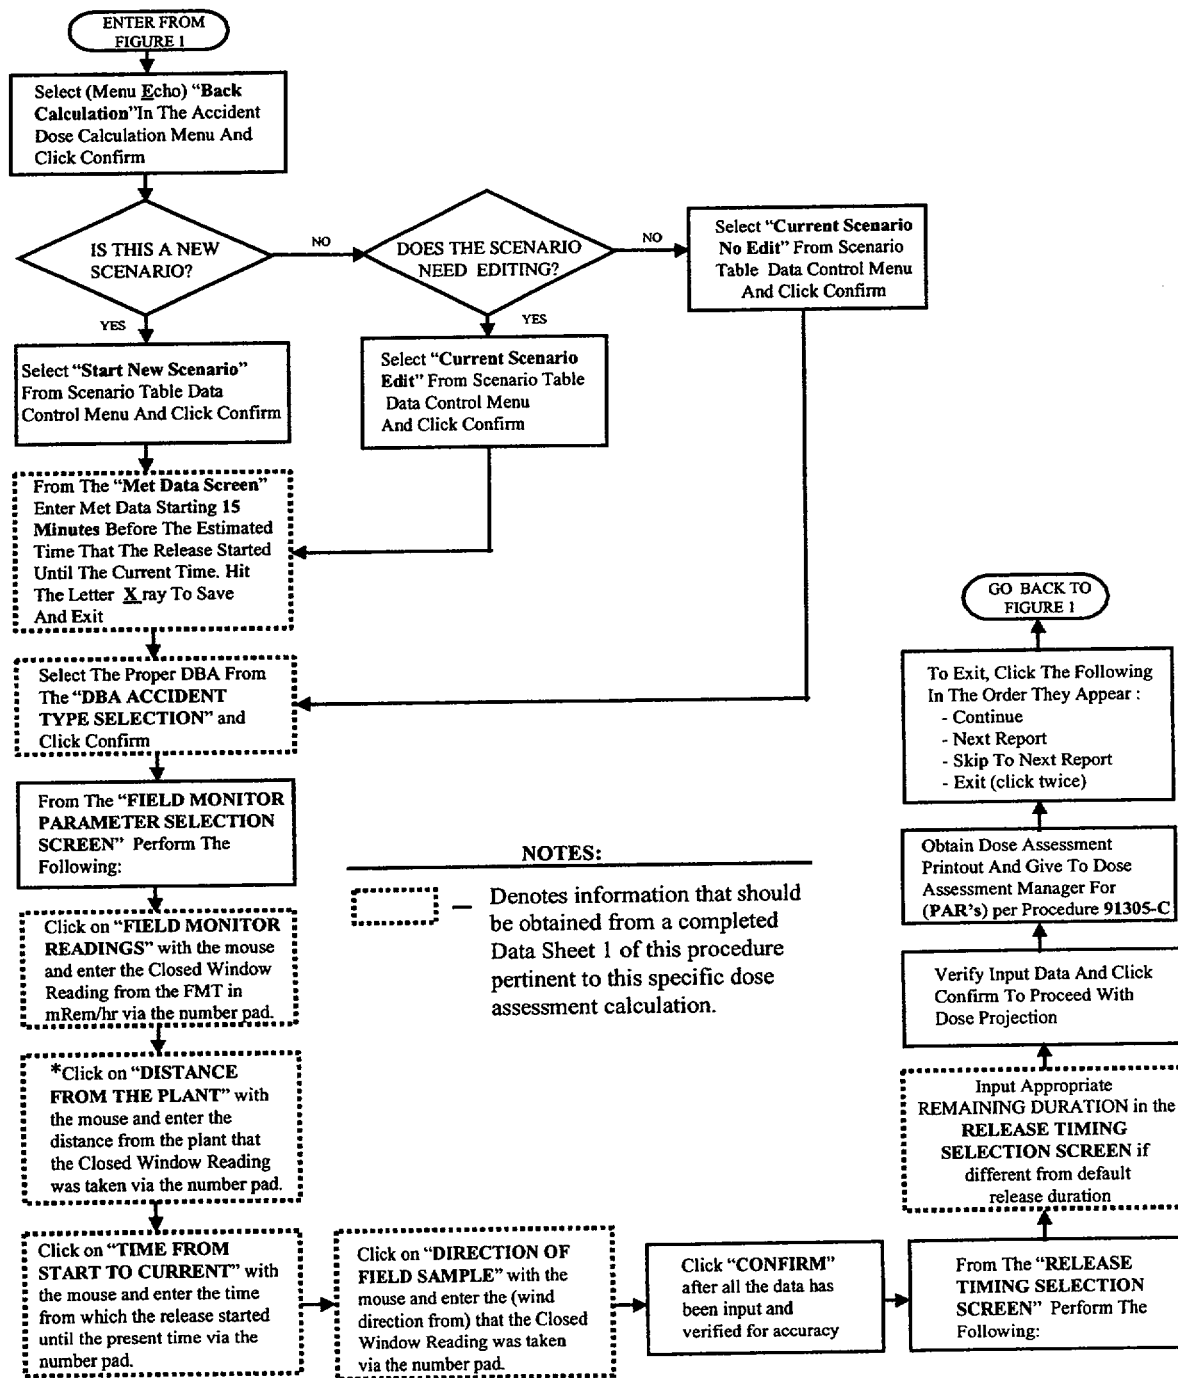 ENTER FROM
FIGURE 1
Select (Menu Echo) “Back
Calculation”In The Accident
Dose Calculation Menu And
Click Confirm
IS THIS A NEW
SCENARIO?
NO
DOES THE SCENARIO
NEED EDITING?
NO
Select “Current Scenario
No Edit” From Scenario
Table Data Control Menu
And Click Confirm
YES
YES
Select “Start New Scenario”
From Scenario Table Data
Control Menu And Click Confirm
Select “Current Scenario
Edit” From Scenario Table
Data Control Menu
And Click Confirm
From The “Met Data Screen”
Enter Met Data Starting 15
Minutes Before The Estimated
Time That The Release Started
Until The Current Time. Hit
The Letter X ray To Save
And Exit
Select The Proper DBA From
The “DBA ACCIDENT
TYPE SELECTION” and
Click Confirm
From The “FIELD MONITOR
PARAMETER SELECTION
SCREEN” Perform The
Following:
Click on “FIELD MONITOR
READINGS” with the mouse
and enter the Closed Window
Reading from the FMT in
mRem/hr via the number pad.
*Click on “DISTANCE
FROM THE PLANT” with
the mouse and enter the
distance from the plant that
the Closed Window Reading
was taken via the number pad.
Click on “TIME FROM
START TO CURRENT” with
the mouse and enter the time
from which the release started
until the present time via the
number pad.
Click on “DIRECTION OF
FIELD SAMPLE” with the
mouse and enter the (wind
direction from) that the Closed
Window Reading was taken
via the number pad.
Click “CONFIRM”
after all the data has
been input and
verified for accuracy
From The “RELEASE
TIMING SELECTION
SCREEN” Perform The
Following:
Input Appropriate
REMAINING DURATION in the
RELEASE TIMING
SELECTION SCREEN if
different from default
release duration
Verify Input Data And Click
Confirm To Proceed With
Dose Projection
Obtain Dose Assessment
Printout And Give To Dose
Assessment Manager For
(PAR's) per Procedure 91305-C
To Exit, Click The Following
In The Order They Appear :
- Continue
- Next Report
- Skip To Next Report
- Exit (click twice)
GO BACK TO
FIGURE 1
NOTES:
— Denotes information that should
be obtained from a completed
Data Sheet 1 of this procedure
pertinent to this specific dose
assessment calculation.